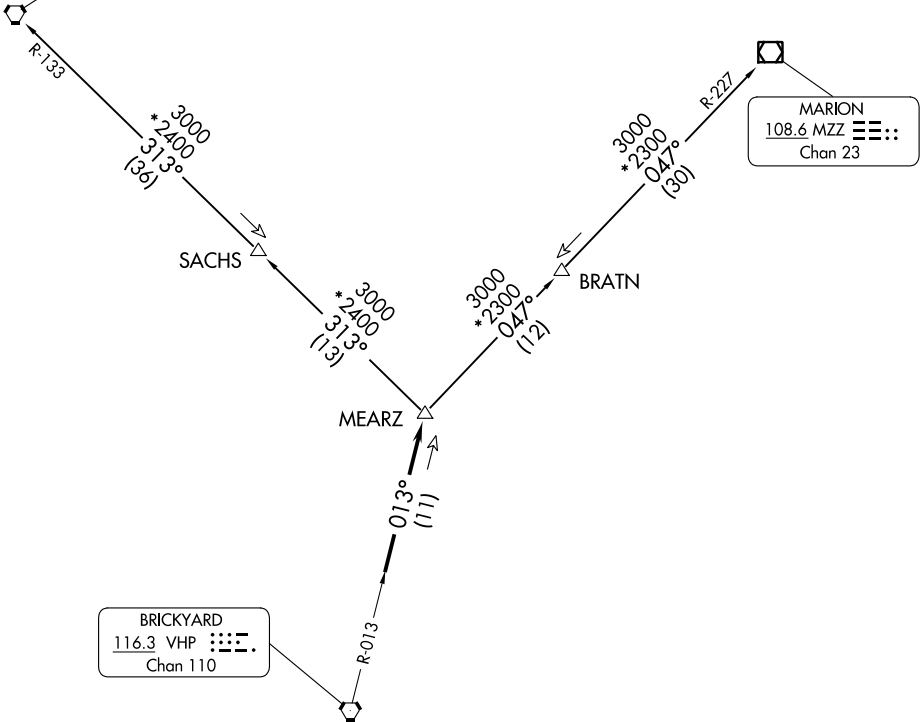 R-133
3000
*2400
313°
(36)
SACHS
3000
*2400
313°
(13)
R-227
MARION
108.6 MZZ
Chan 23
3000
*2300
047°
(30)
BRATN
3000
*2300
047°
(12)
MEARZ
013°
(11)
R-013
BRICKYARD
116.3 VHP
Chan 110